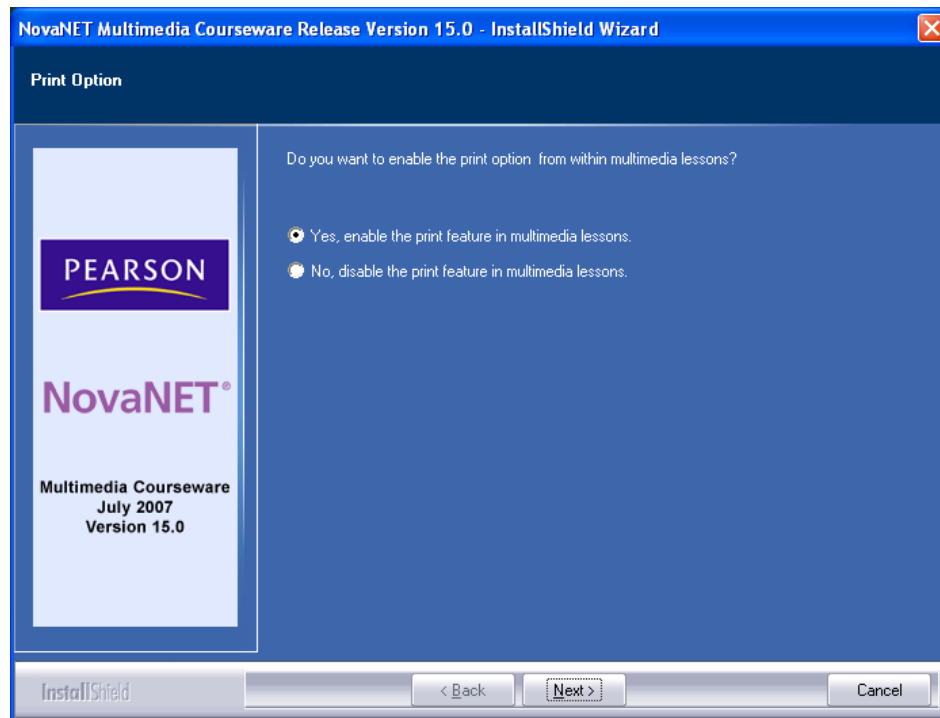 NovaNET Multimedia Courseware Release Version 15.0 - InstallShield Wizard
Print Option
PEARSON
NovaNET®
Multimedia Courseware
July 2007
Version 15.0
Do you want to enable the print option from within multimedia lessons?
Yes, enable the print feature in multimedia lessons.
No, disable the print feature in multimedia lessons.
InstallShield
< Back
Next >
Cancel